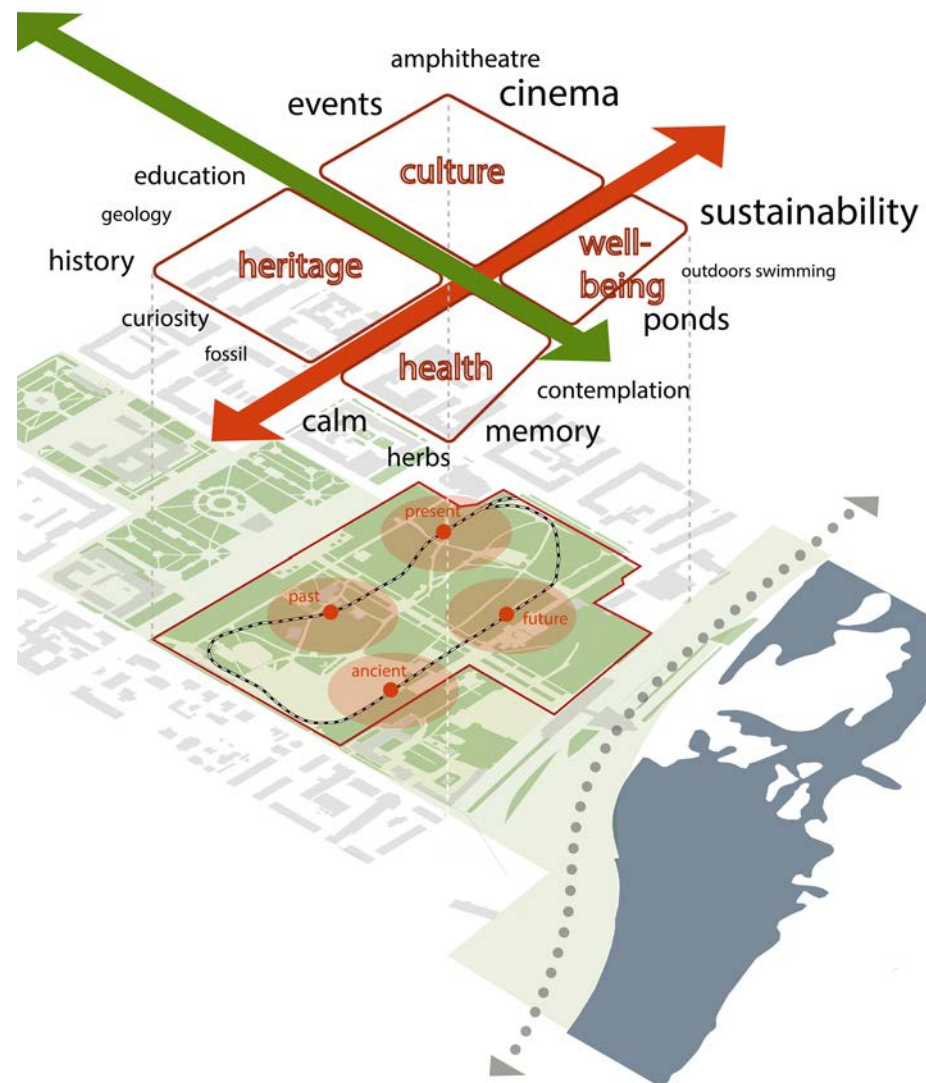 amphitheatre
cinema
events
culture
education
geology
sustainability
history
heritage
well-
being
outdoors swimming
curiosity
ponds
fossil
health
contemplation
calm
memory
herbs
present
past
future
ancient